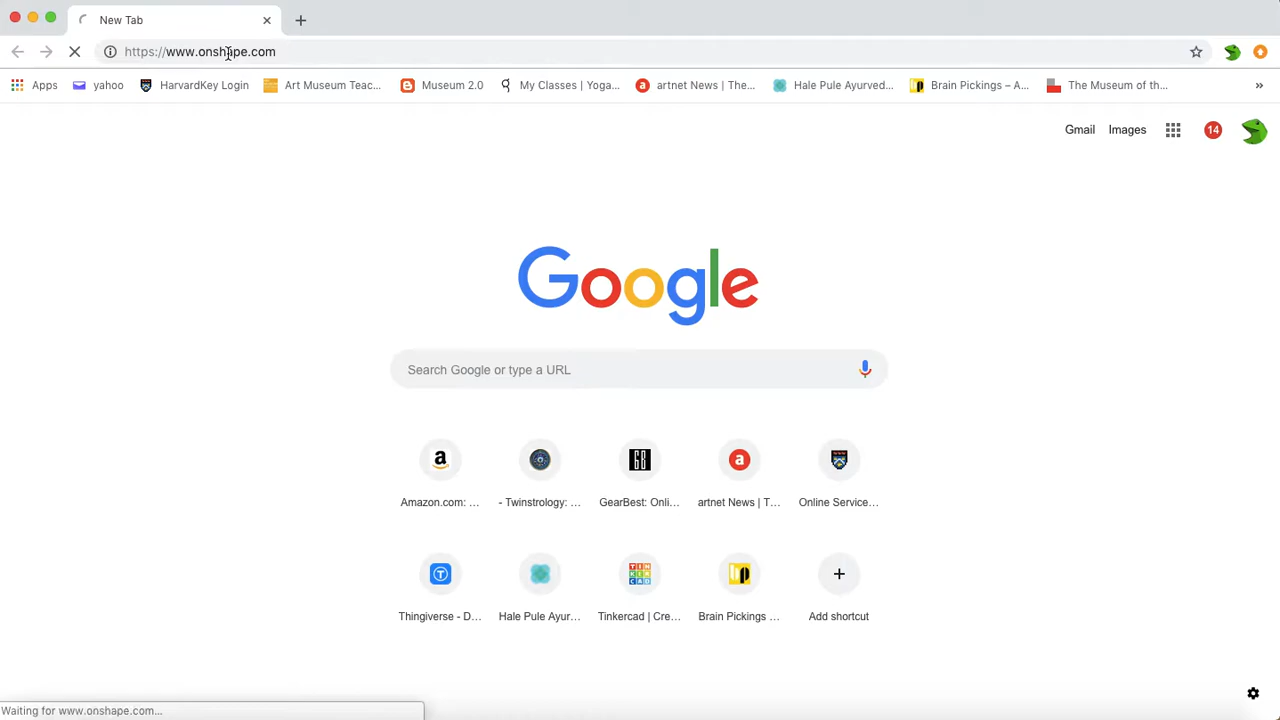 New Tab
https://www.onshape.com
Apps yahoo HarvardKey Login Art Museum Teac... Museum 2.0 My Classes | Yoga... artnet News | The... Hale Pule Ayurved... Brain Pickings – A... The Museum of th... »
Gmail Images 14
Google
Search Google or type a URL
Amazon.com: ... - Twinstrology: ... GearBest: Onli... artnet News | T... Online Service...
Thingiverse - D... Hale Pule Ayur... Tinkercad | Cre... Brain Pickings ... Add shortcut
Waiting for www.onshape.com...